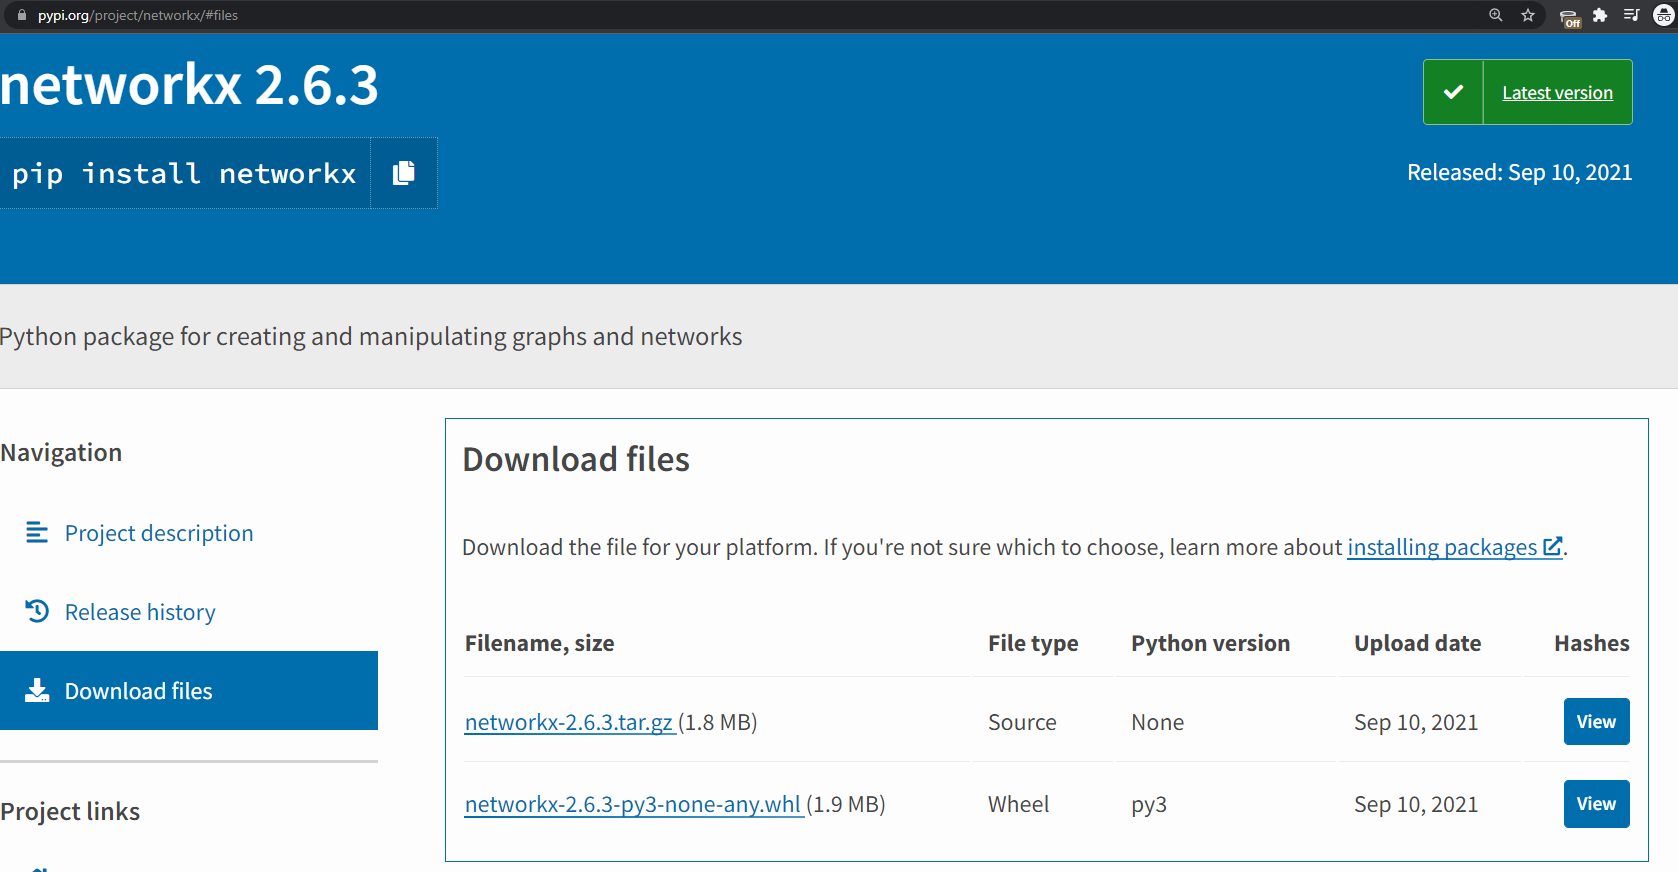 pypi.org/project/networkx/#files
Off
networkx 2.6.3
Latest version
pip install networkx
Released: Sep 10, 2021
Python package for creating and manipulating graphs and networks
Navigation
Project description
Release history
Download files
Project links
Download files
Download the file for your platform. If you're not sure which to choose, learn more about installing packages.
Filename, size File type Python version Upload date Hashes
networkx-2.6.3.tar.gz (1.8 MB) Source None Sep 10, 2021 View
networkx-2.6.3-py3-none-any.whl (1.9 MB) Wheel py3 Sep 10, 2021 View